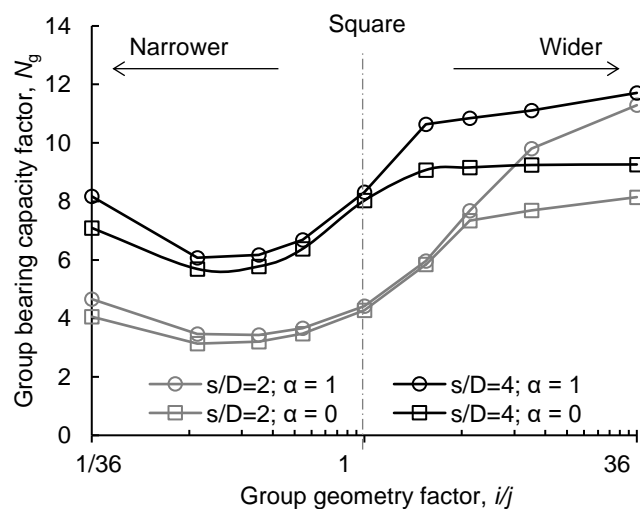 Square
Narrower
Wider
Group bearing capacity factor, Ng
14
12
10
8
6
4
2
0
s/D=2; α = 1
s/D=4; α = 1
s/D=2; α = 0
s/D=4; α = 0
1/36
1
36
Group geometry factor, i/j